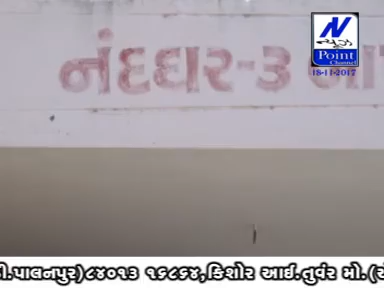 N
ન્યુઝ
Point
Channel
18-11-2017
નંદઘર-૩ બા
ી.પાલનપુર)૮૪૦૧૩ ૧૬૮૬૪,કિશોર આઈ.તુવંર મો.(સ